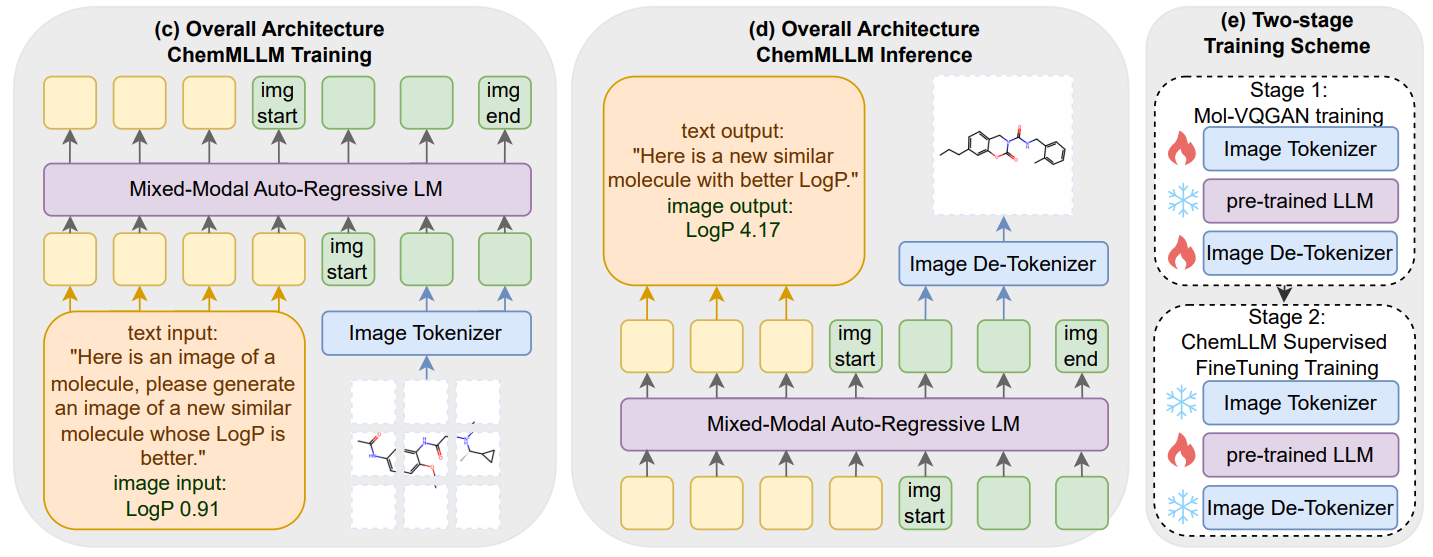 (c) Overall Architecture
ChemMLLM Training
img
start
img
end
Mixed-Modal Auto-Regressive LM
img
start
text input:
"Here is an image of a
molecule, please generate
an image of a new similar
molecule whose LogP is
better."
image input:
LogP 0.91
Image Tokenizer
(d) Overall Architecture
ChemMLLM Inference
text output:
"Here is a new similar
molecule with better LogP."
image output:
LogP 4.17
Image De-Tokenizer
img
start
img
end
Mixed-Modal Auto-Regressive LM
img
start
(e) Two-stage
Training Scheme
Stage 1:
Mol-VQGAN training
Image Tokenizer
pre-trained LLM
Image De-Tokenizer
Stage 2:
ChemLLM Supervised
FineTuning Training
Image Tokenizer
pre-trained LLM
Image De-Tokenizer